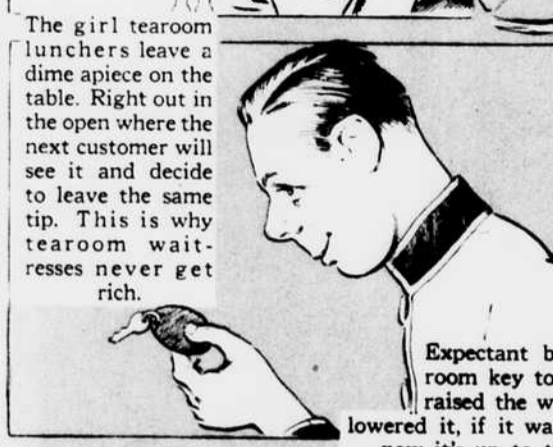 The girl tearoom
lunchers leave a
dime apiece on the
table. Right out in
the open where the
next customer will
see it and decide
to leave the same
tip. This is why
tearoom wait-
resses never get
rich.
Expectant b
room key to
raised the w
lowered it, if it wa